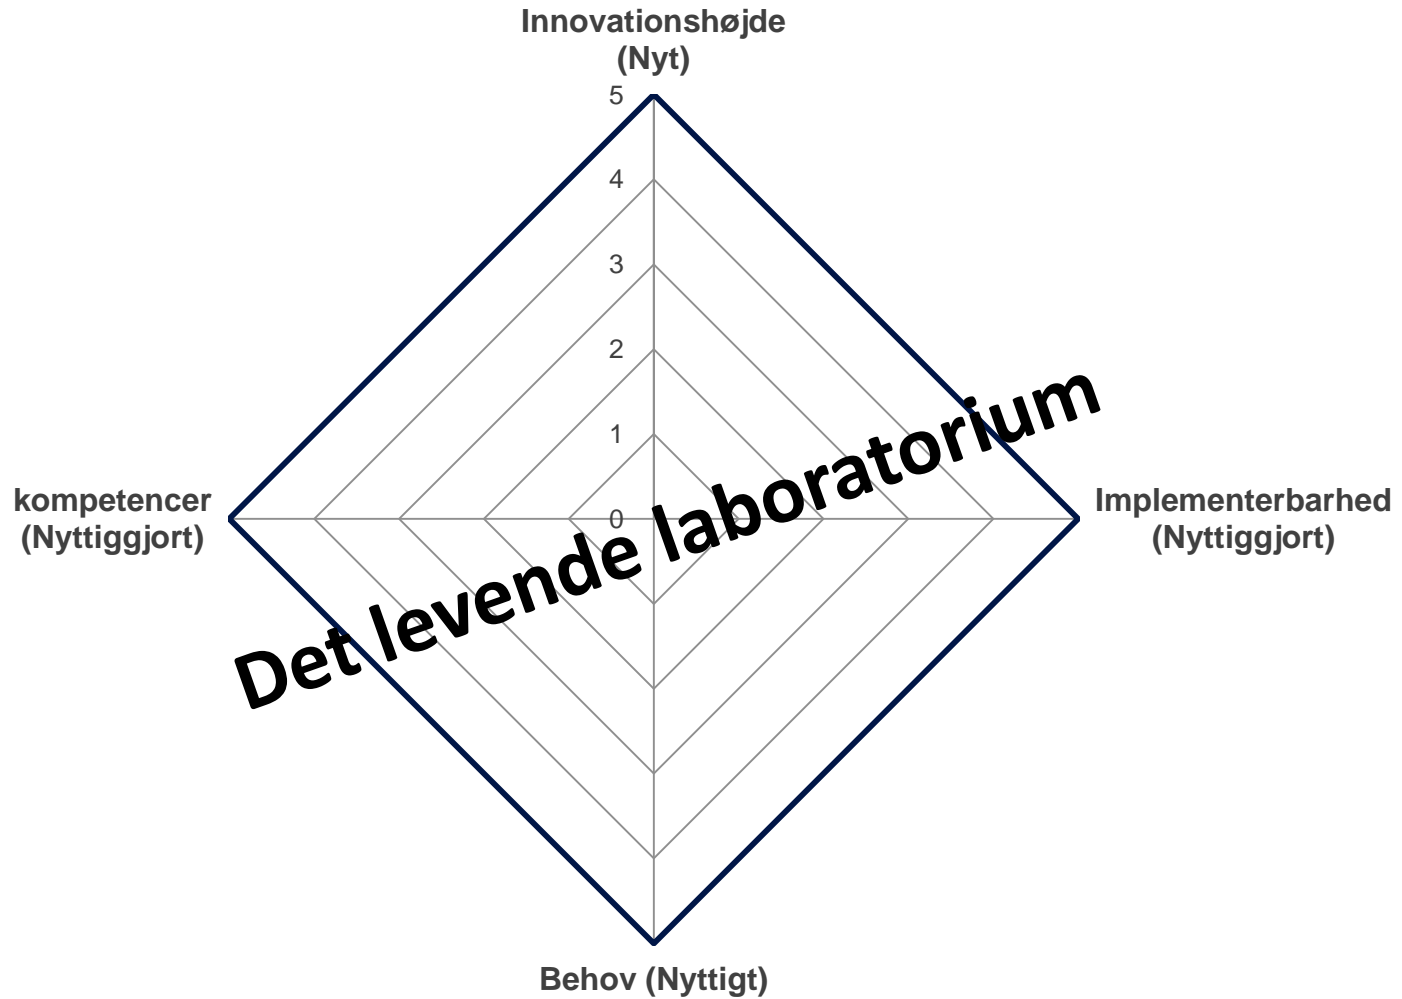 Innovationshøjde
(Nyt)
5
4
3
2
1
0
kompetencer
(Nyttiggjort)
Implementerbarhed
(Nyttiggjort)
Det levende laboratorium
Behov (Nyttigt)